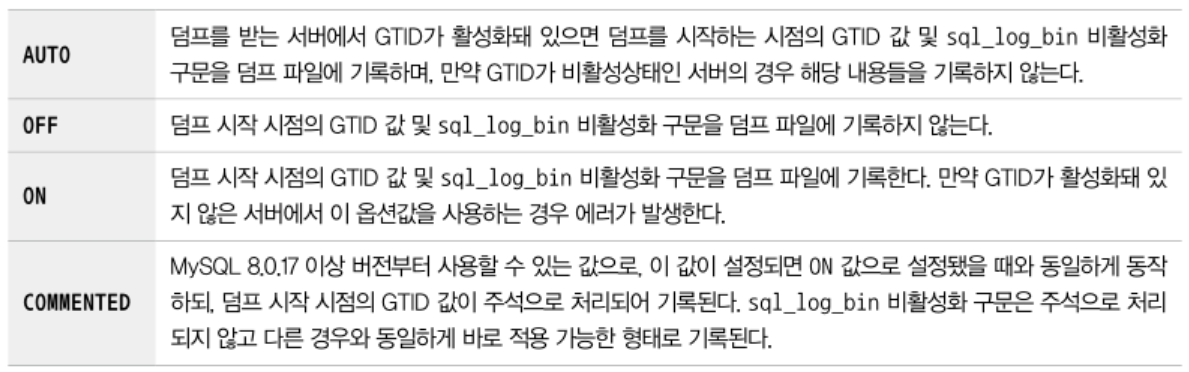 AUTO
덤프를 받는 서버에서 GTID가 활성화돼 있으면 덤프를 시작하는 시점의 GTID 값 및 sql_log_bin 비활성화
구문을 덤프 파일에 기록하며, 만약 GTID가 비활성상태인 서버의 경우 해당 내용들을 기록하지 않는다.
OFF
덤프 시작 시점의 GTID 값 및 sql_log_bin 비활성화 구문을 덤프 파일에 기록하지 않는다.
ON
덤프 시작 시점의 GTID 값 및 sql_log_bin 비활성화 구문을 덤프 파일에 기록한다. 만약 GTID가 활성화돼 있
지 않은 서버에서 이 옵션값을 사용하는 경우 에러가 발생한다.
COMMENTED
MySQL 8.0.17 이상 버전부터 사용할 수 있는 값으로, 이 값이 설정되면 ON 값으로 설정됐을 때와 동일하게 동작
하되, 덤프 시작 시점의 GTID 값이 주석으로 처리되어 기록된다. sql_log_bin 비활성화 구문은 주석으로 처리
되지 않고 다른 경우와 동일하게 바로 적용 가능한 형태로 기록된다.